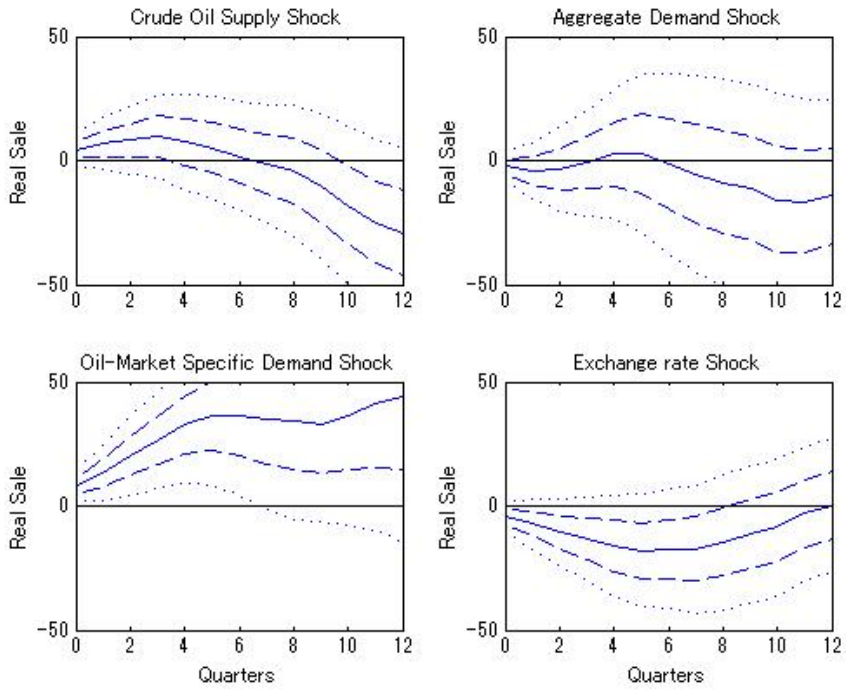 Crude Oil Supply Shock
50
0
-50
Real Sale
0 2 4 6 8 10 12
Aggregate Demand Shock
50
0
-50
Real Sale
0 2 4 6 8 10 12
Oil-Market Specific Demand Shock
50
0
-50
Real Sale
0 2 4 6 8 10 12
Quarters
Exchange rate Shock
50
0
-50
Real Sale
0 2 4 6 8 10 12
Quarters